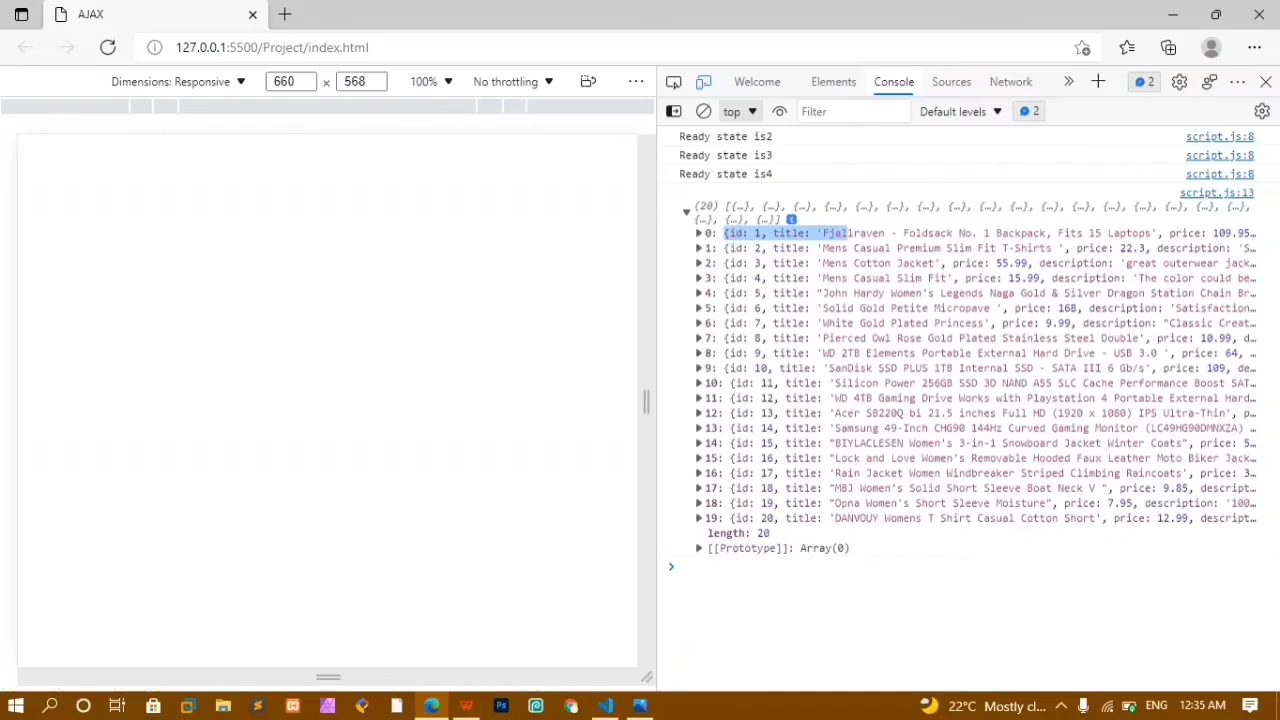 AJAX
127.0.0.1:5500/Project/index.html
Dimensions: Responsive 660 × 568 100% No throttling
Welcome Elements Console Sources Network 2
top Filter Default levels 2
Ready state is2 script.js:8
Ready state is3 script.js:8
Ready state is4 script.js:8
script.js:13
(20) [{…}, {…}, {…}, {…}, {…}, {…}, {…}, {…}, {…}, {…}, {…}, {…}, {…}, {…}, {…}, {…}, {…},
{…}, {…}, {…}]
0: {id: 1, title: 'Fjallraven - Foldsack No. 1 Backpack, Fits 15 Laptops', price: 109.95…
1: {id: 2, title: 'Mens Casual Premium Slim Fit T-Shirts ', price: 22.3, description: 'S…
2: {id: 3, title: 'Mens Cotton Jacket', price: 55.99, description: 'great outerwear jack…
3: {id: 4, title: 'Mens Casual Slim Fit', price: 15.99, description: 'The color could be…
4: {id: 5, title: "John Hardy Women's Legends Naga Gold & Silver Dragon Station Chain Br…
5: {id: 6, title: 'Solid Gold Petite Micropave ', price: 168, description: 'Satisfaction…
6: {id: 7, title: 'White Gold Plated Princess', price: 9.99, description: "Classic Creat…
7: {id: 8, title: 'Pierced Owl Rose Gold Plated Stainless Steel Double', price: 10.99, d…
8: {id: 9, title: 'WD 2TB Elements Portable External Hard Drive - USB 3.0 ', price: 64, …
9: {id: 10, title: 'SanDisk SSD PLUS 1TB Internal SSD - SATA III 6 Gb/s', price: 109, de…
10: {id: 11, title: 'Silicon Power 256GB SSD 3D NAND A55 SLC Cache Performance Boost SAT…
11: {id: 12, title: 'WD 4TB Gaming Drive Works with Playstation 4 Portable External Hard…
12: {id: 13, title: 'Acer SB220Q bi 21.5 inches Full HD (1920 x 1080) IPS Ultra-Thin', p…
13: {id: 14, title: 'Samsung 49-Inch CHG90 144Hz Curved Gaming Monitor (LC49HG90DMNXZA) …
14: {id: 15, title: "BIYLACLESEN Women's 3-in-1 Snowboard Jacket Winter Coats", price: 5…
15: {id: 16, title: "Lock and Love Women's Removable Hooded Faux Leather Moto Biker Jack…
16: {id: 17, title: 'Rain Jacket Women Windbreaker Striped Climbing Raincoats', price: 3…
17: {id: 18, title: "MBJ Women's Solid Short Sleeve Boat Neck V ", price: 9.85, descript…
18: {id: 19, title: "Opna Women's Short Sleeve Moisture", price: 7.95, description: '100…
19: {id: 20, title: 'DANVOUY Womens T Shirt Casual Cotton Short', price: 12.99, descript…
length: 20
[[Prototype]]: Array(0)
22°C Mostly cl... ENG 12:35 AM